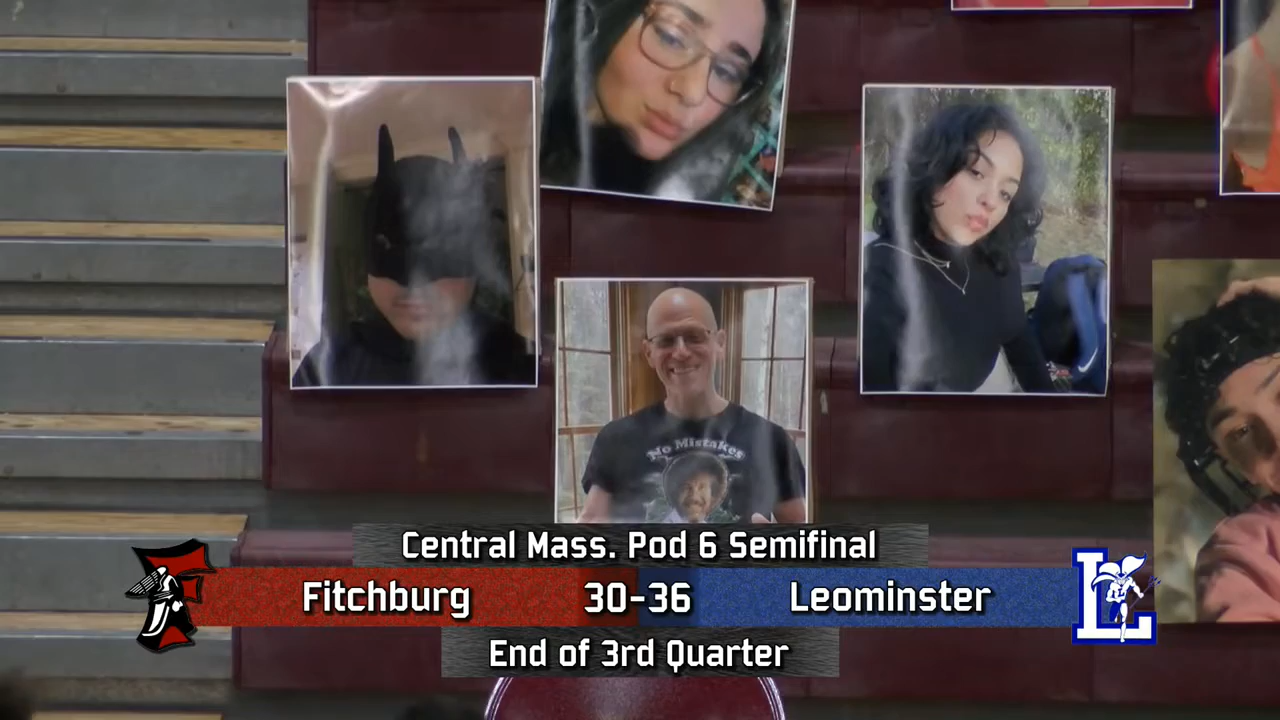 No Mistakes
Central Mass. Pod 6 Semifinal
Fitchburg 30-36 Leominster
End of 3rd Quarter
F
L